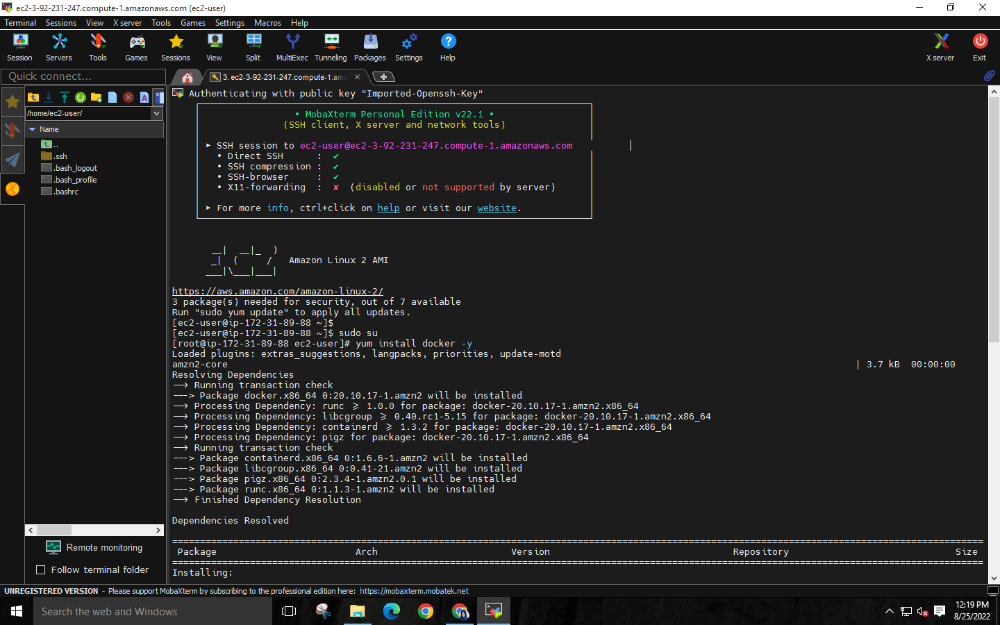 ec2-3-92-231-247.compute-1.amazonaws.com (ec2-user)
Terminal Sessions View X server Tools Games Settings Macros Help
Session Servers Tools Games Sessions View Split MultiExec Tunneling Packages Settings Help X server Exit
Quick connect...
3. ec2-3-92-231-247.compute-1.ama
/home/ec2-user/
Name
..
.ssh
.bash_logout
.bash_profile
.bashrc
Remote monitoring
Follow terminal folder
Authenticating with public key "Imported-Openssh-Key"
• MobaXterm Personal Edition v22.1 •
(SSH client, X server and network tools)
➤ SSH session to ec2-user@ec2-3-92-231-247.compute-1.amazonaws.com
• Direct SSH : ✔
• SSH compression : ✔
• SSH-browser : ✔
• X11-forwarding : ✘ (disabled or not supported by server)
➤ For more info, ctrl+click on help or visit our website.
__| __|_ )
_| ( / Amazon Linux 2 AMI
___|\___|___|
https://aws.amazon.com/amazon-linux-2/
3 package(s) needed for security, out of 7 available
Run "sudo yum update" to apply all updates.
[ec2-user@ip-172-31-89-88 ~]$
[ec2-user@ip-172-31-89-88 ~]$ sudo su
[root@ip-172-31-89-88 ec2-user]# yum install docker -y
Loaded plugins: extras_suggestions, langpacks, priorities, update-motd
amzn2-core | 3.7 kB 00:00:00
Resolving Dependencies
--> Running transaction check
---> Package docker.x86_64 0:20.10.17-1.amzn2 will be installed
--> Processing Dependency: runc >= 1.0.0 for package: docker-20.10.17-1.amzn2.x86_64
--> Processing Dependency: libcgroup >= 0.40.rc1-5.15 for package: docker-20.10.17-1.amzn2.x86_64
--> Processing Dependency: containerd >= 1.3.2 for package: docker-20.10.17-1.amzn2.x86_64
--> Processing Dependency: pigz for package: docker-20.10.17-1.amzn2.x86_64
--> Running transaction check
---> Package containerd.x86_64 0:1.6.6-1.amzn2 will be installed
---> Package libcgroup.x86_64 0:0.41-21.amzn2 will be installed
---> Package pigz.x86_64 0:2.3.4-1.amzn2.0.1 will be installed
---> Package runc.x86_64 0:1.1.3-1.amzn2 will be installed
--> Finished Dependency Resolution
Dependencies Resolved
Package Arch Version Repository Size
Installing:
UNREGISTERED VERSION - Please support MobaXterm by subscribing to the professional edition here: https://mobaxterm.mobatek.net
Search the web and Windows
12:19 PM
8/25/2022